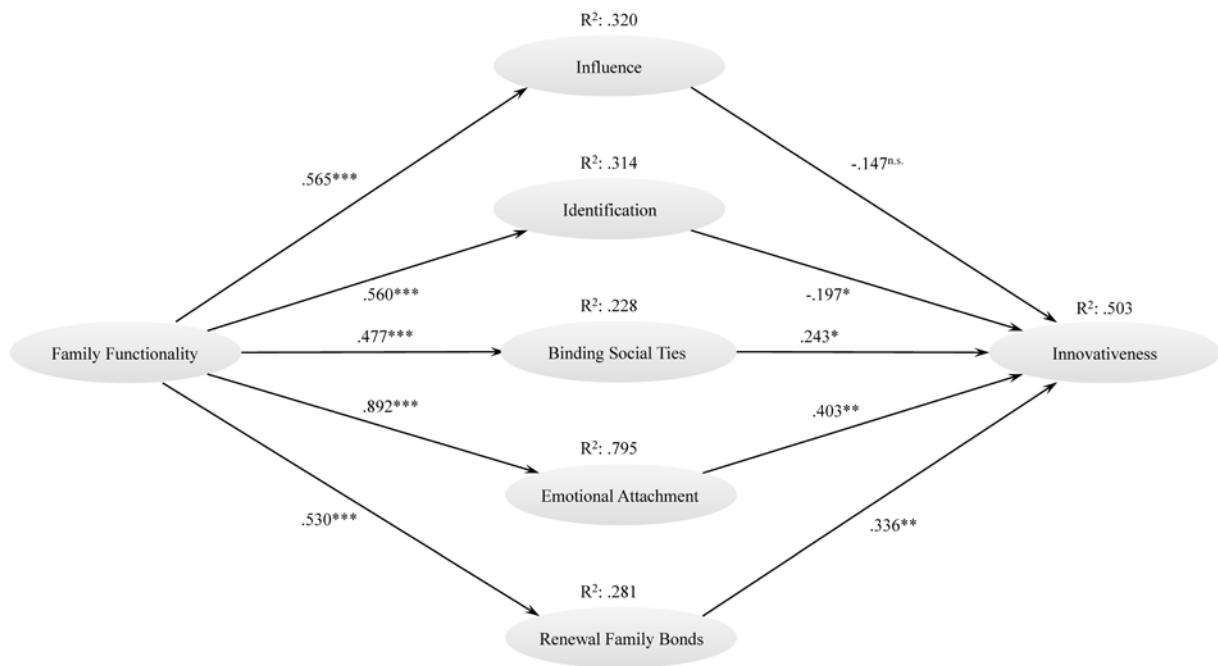 R²: .320
Influence
.565***
-.147ⁿ·ˢ·
R²: .314
Identification
.560***
-.197*
R²: .228
R²: .503
Family Functionality
.477***
Binding Social Ties
.243*
Innovativeness
.892***
.403**
R²: .795
Emotional Attachment
.530***
.336**
R²: .281
Renewal Family Bonds